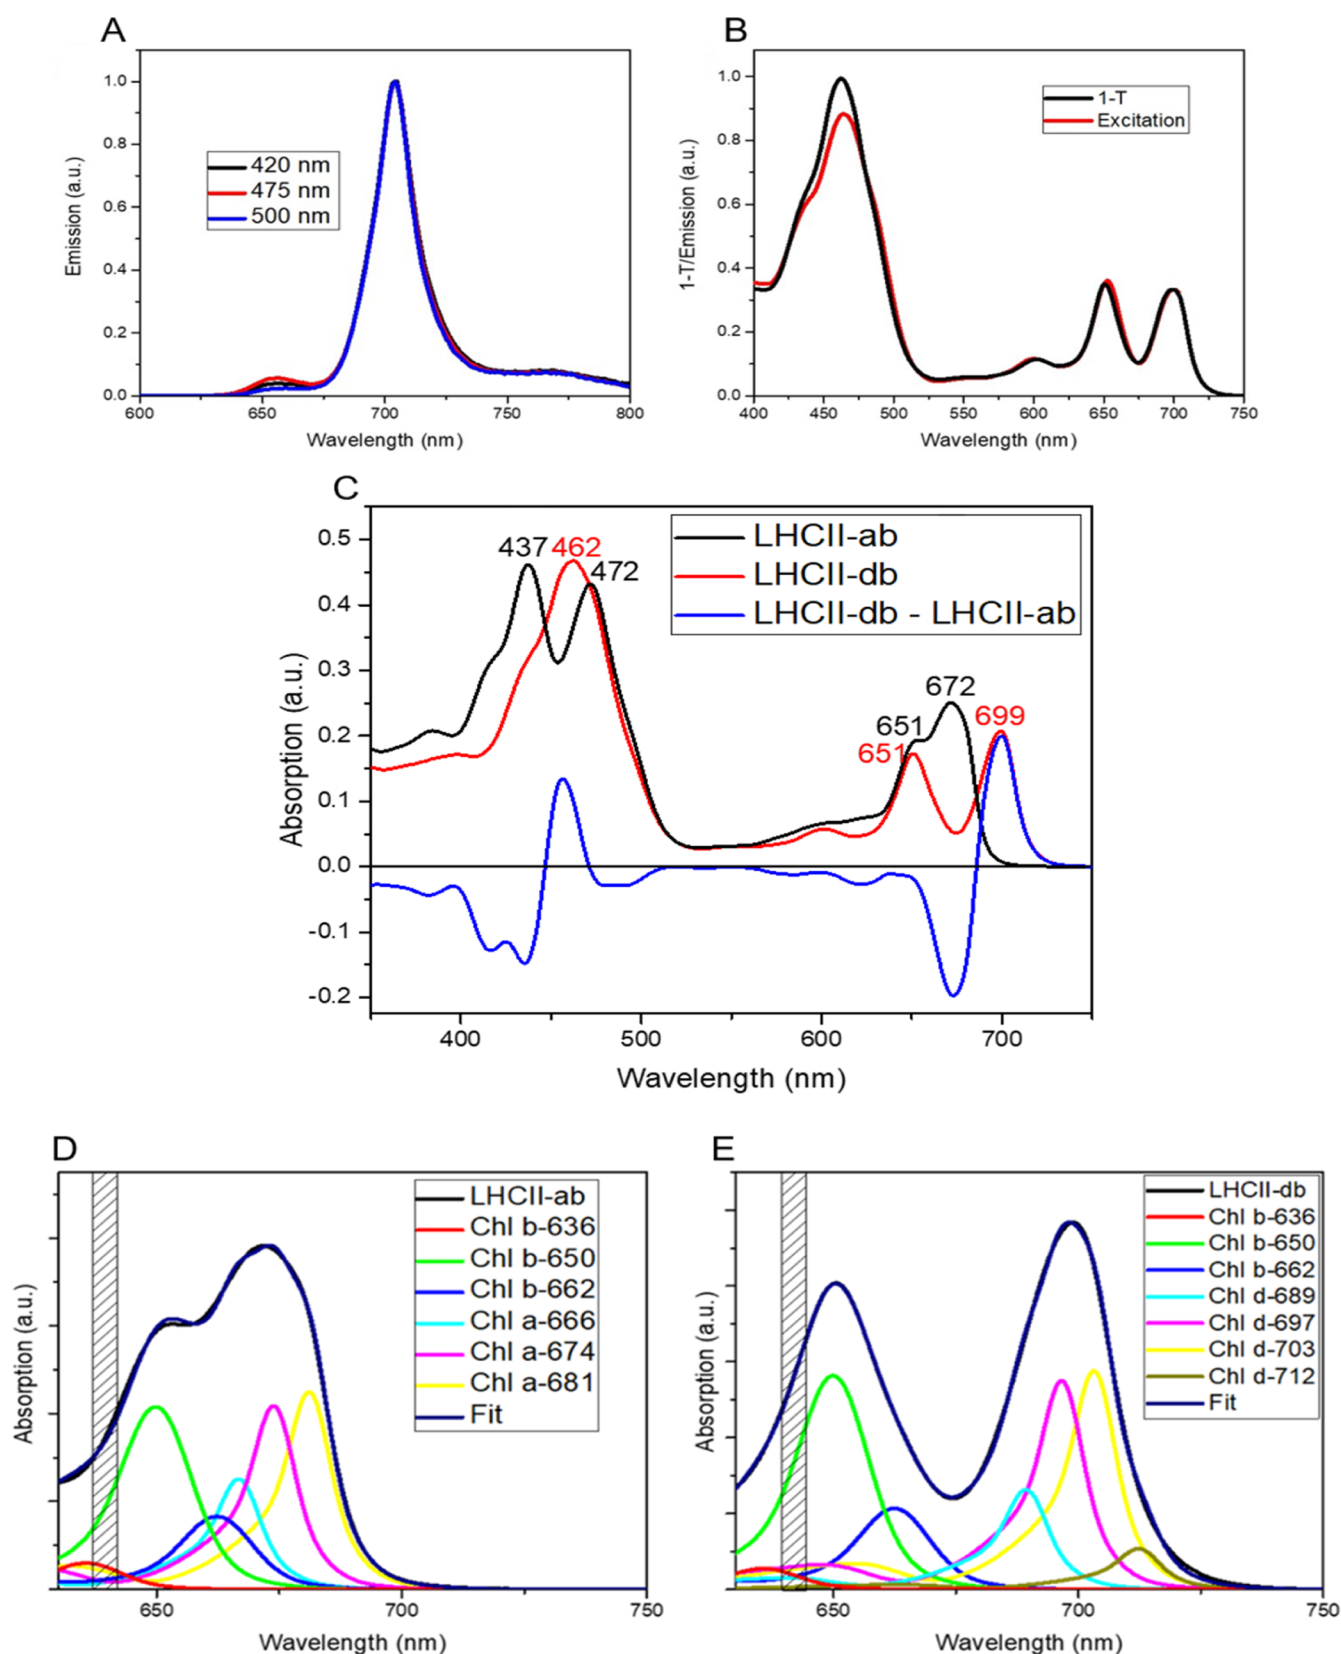 A
B
1.0
0.8
0.6
0.4
0.2
0.0
Emission (a.u.)
420 nm
475 nm
500 nm
600
650
700
750
800
Wavelength (nm)
1.0
0.8
0.6
0.4
0.2
0.0
1-T/Emission (a.u.)
1-T
Excitation
400
450
500
550
600
650
700
750
Wavelength (nm)
C
0.5
0.4
0.3
0.2
0.1
0.0
-0.1
-0.2
Absorption (a.u.)
437
462
472
LHCII-ab
LHCII-db
LHCII-db - LHCII-ab
672
651
699
651
400
500
600
700
Wavelength (nm)
D
Absorption (a.u.)
LHCII-ab
Chl b-636
Chl b-650
Chl b-662
Chl a-666
Chl a-674
Chl a-681
Fit
650
700
750
Wavelength (nm)
E
Absorption (a.u.)
LHCII-db
Chl b-636
Chl b-650
Chl b-662
Chl d-689
Chl d-697
Chl d-703
Chl d-712
Fit
650
700
750
Wavelength (nm)